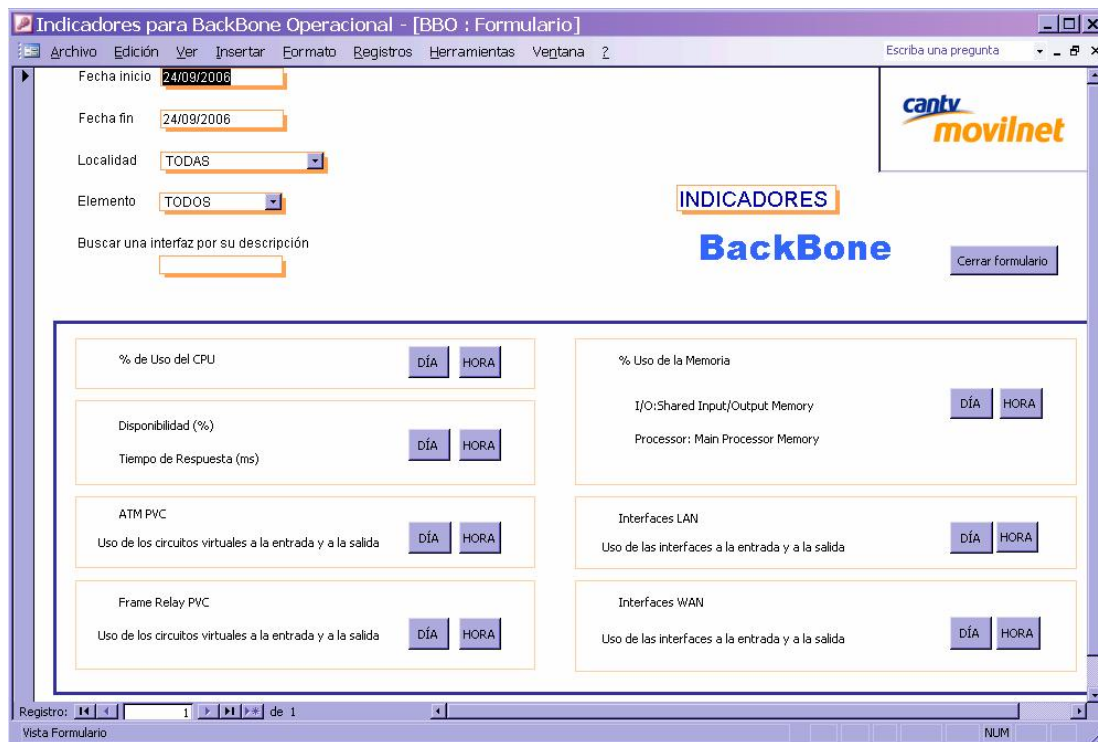 Indicadores para BackBone Operacional - [BBO : Formulario]
Archivo Edición Ver Insertar Formato Registros Herramientas Ventana ? Escriba una pregunta
Fecha inicio 24/09/2006
Fecha fin 24/09/2006
Localidad TODAS
Elemento TODOS
Buscar una interfaz por su descripción
cantv
movilnet
INDICADORES
BackBone
Cerrar formulario
% de Uso del CPU DÍA HORA
Disponibilidad (%)
Tiempo de Respuesta (ms)
DÍA HORA
ATM PVC
Uso de los circuitos virtuales a la entrada y a la salida DÍA HORA
Frame Relay PVC
Uso de los circuitos virtuales a la entrada y a la salida DÍA HORA
% Uso de la Memoria
I/O:Shared Input/Output Memory DÍA HORA
Processor: Main Processor Memory
Interfaces LAN
Uso de las interfaces a la entrada y a la salida DÍA HORA
Interfaces WAN
Uso de las interfaces a la entrada y a la salida DÍA HORA
Registro: 1 de 1
Vista Formulario NUM